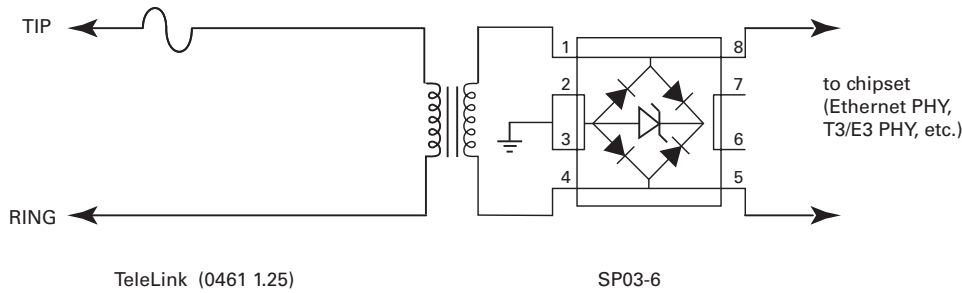 TIP
1
8
2
7
to chipset
(Ethernet PHY,
T3/E3 PHY, etc.)
3
6
4
5
RING
TeleLink (0461 1.25)
SP03-6